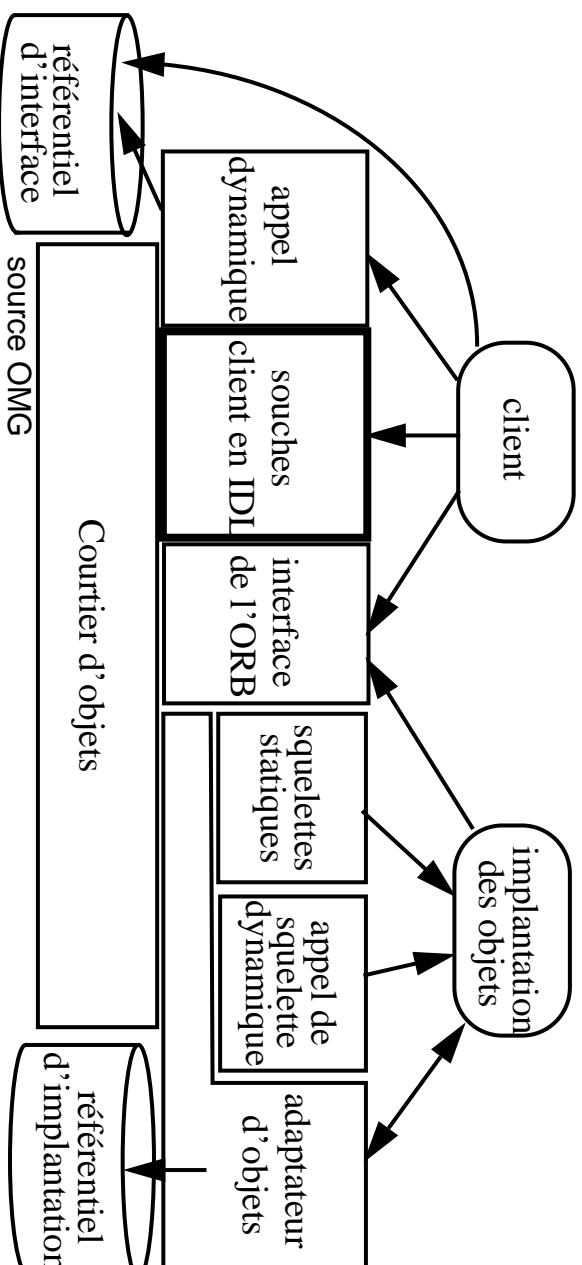 client
implantation
des objets
appel
dynamique
souches
client en IDL
interface
de l'ORB
squelettes
statiques
appel de
squelette
dynamique
adaptateur
d'objets
référentiel
d'interface
Courtier d'objets
référentiel
d'implantation
source OMG